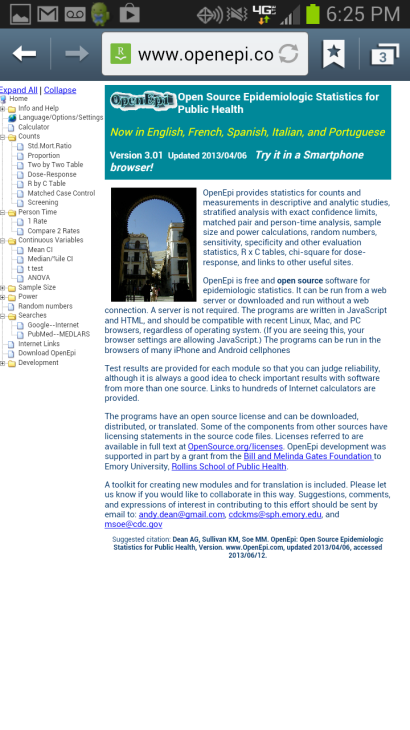 4G
6:25 PM
www.openepi.co
3
Expand All | Collapse
Home
Info and Help
Language/Options/Settings
Calculator
Counts
Std.Mort.Ratio
Proportion
Two by Two Table
Dose-Response
R by C Table
Matched Case Control
Screening
Person Time
1 Rate
Compare 2 Rates
Continuous Variables
Mean CI
Median/%ile CI
t test
ANOVA
Sample Size
Power
Random numbers
Searches
Google--Internet
PubMed--MEDLARS
Internet Links
Download OpenEpi
Development
OpenEpi
Open Source Epidemiologic Statistics for
Public Health
Now in English, French, Spanish, Italian, and Portuguese
Version 3.01 Updated 2013/04/06 Try it in a Smartphone
browser!
OpenEpi provides statistics for counts and
measurements in descriptive and analytic studies,
stratified analysis with exact confidence limits,
matched pair and person-time analysis, sample
size and power calculations, random numbers,
sensitivity, specificity and other evaluation
statistics, R x C tables, chi-square for dose-
response, and links to other useful sites.
OpenEpi is free and open source software for
epidemiologic statistics. It can be run from a web
server or downloaded and run without a web
connection. A server is not required. The programs are written in JavaScript
and HTML, and should be compatible with recent Linux, Mac, and PC
browsers, regardless of operating system. (If you are seeing this, your
browser settings are allowing JavaScript.) The programs can be run in the
browsers of many iPhone and Android cellphones
Test results are provided for each module so that you can judge reliability,
although it is always a good idea to check important results with software
from more than one source. Links to hundreds of Internet calculators are
provided.
The programs have an open source license and can be downloaded,
distributed, or translated. Some of the components from other sources have
licensing statements in the source code files. Licenses referred to are
available in full text at OpenSource.org/licenses. OpenEpi development was
supported in part by a grant from the Bill and Melinda Gates Foundation to
Emory University, Rollins School of Public Health.
A toolkit for creating new modules and for translation is included. Please let
us know if you would like to collaborate in this way. Suggestions, comments,
and expressions of interest in contributing to this effort should be sent by
email to: andy.dean@gmail.com, cdckms@sph.emory.edu, and
msoe@cdc.gov
Suggested citation: Dean AG, Sullivan KM, Soe MM. OpenEpi: Open Source Epidemiologic
Statistics for Public Health, Version. www.OpenEpi.com, updated 2013/04/06, accessed
2013/06/12.